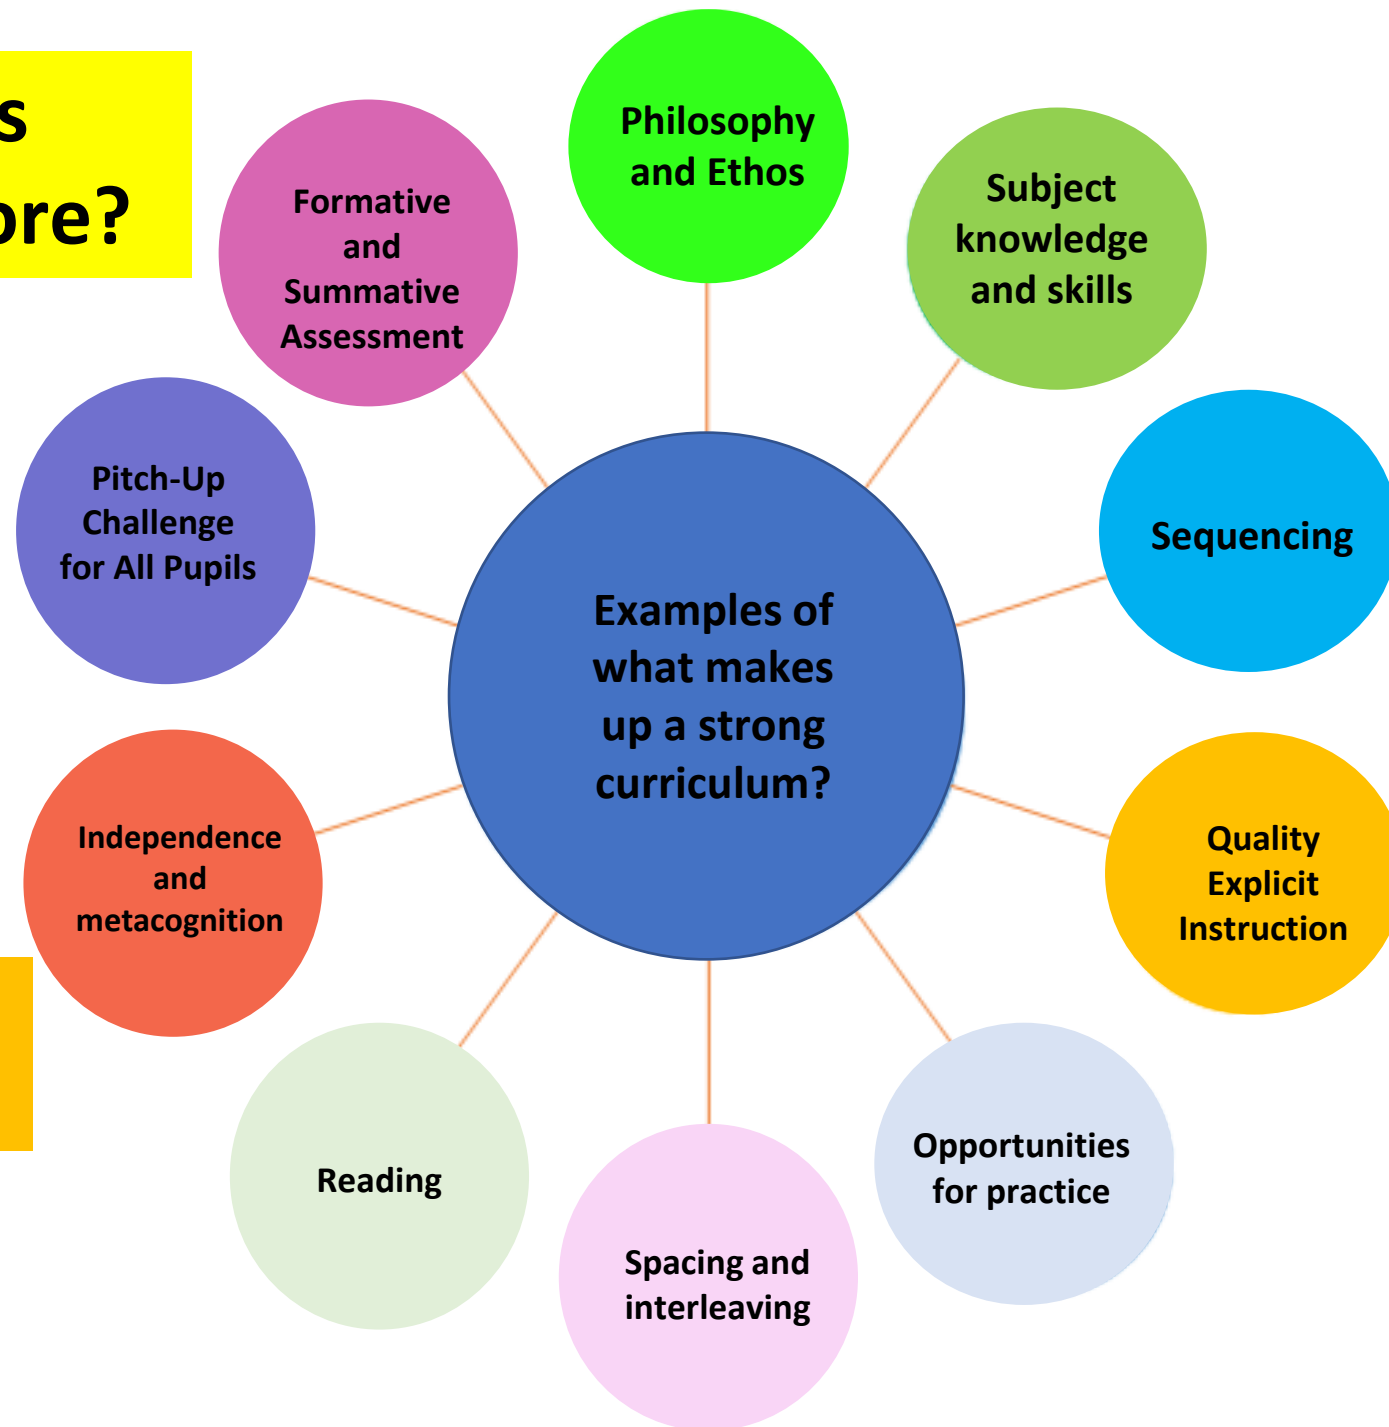 s
ore?
Philosophy
and Ethos
Subject
knowledge
and skills
Sequencing
Quality
Explicit
Instruction
Opportunities
for practice
Spacing and
interleaving
Reading
Independence
and
metacognition
Pitch-Up
Challenge
for All Pupils
Formative
and
Summative
Assessment
Examples of
what makes
up a strong
curriculum?